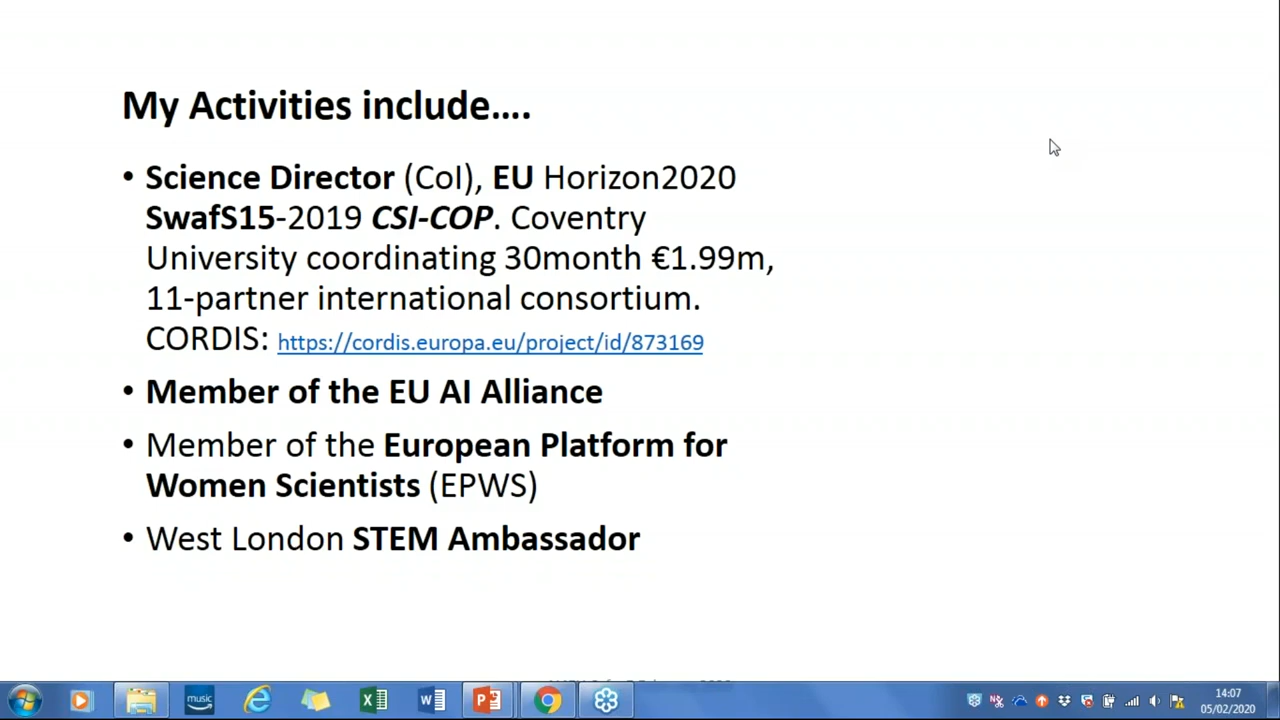 My Activities include....
• Science Director (CoI), EU Horizon2020
SwafS15-2019 CSI-COP. Coventry
University coordinating 30month €1.99m,
11-partner international consortium.
CORDIS: https://cordis.europa.eu/project/id/873169
• Member of the EU AI Alliance
• Member of the European Platform for
Women Scientists (EPWS)
• West London STEM Ambassador
music
14:07
05/02/2020